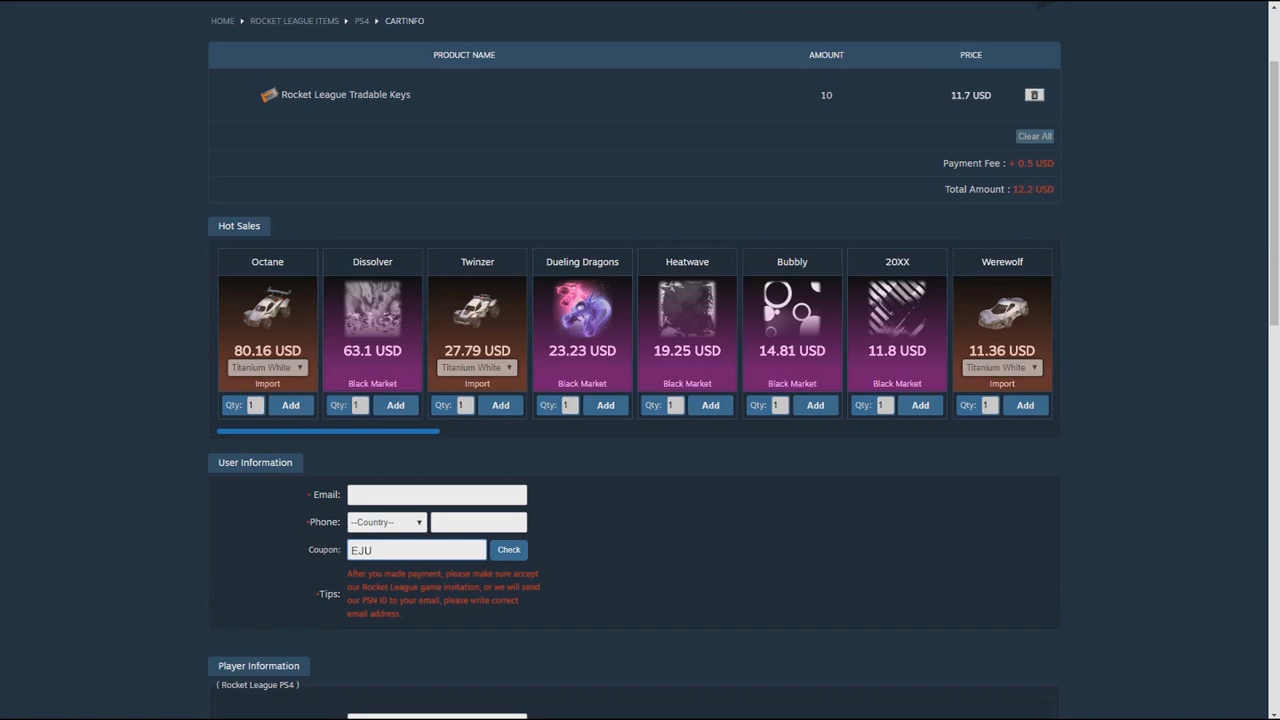 HOME ▸ ROCKET LEAGUE ITEMS ▸ PS4 ▸ CARTINFO
PRODUCT NAME AMOUNT PRICE
Rocket League Tradable Keys 10 11.7 USD
Clear All
Payment Fee : + 0.5 USD
Total Amount : 12.2 USD
Hot Sales
Octane Dissolver Twinzer Dueling Dragons Heatwave Bubbly 20XX Werewolf
80.16 USD 63.1 USD 27.79 USD 23.23 USD 19.25 USD 14.81 USD 11.8 USD 11.36 USD
Titanium White Titanium White Titanium White
Import Black Market Import Black Market Black Market Black Market Black Market Import
Qty: 1 Add Qty: 1 Add Qty: 1 Add Qty: 1 Add Qty: 1 Add Qty: 1 Add Qty: 1 Add Qty: 1 Add
User Information
* Email:
*Phone: --Country--
Coupon: EJU Check
*Tips: After you made payment, please make sure accept
our Rocket League game invitation, or we will send
our PSN ID to your email, please write correct
email address.
Player Information
( Rocket League PS4 )